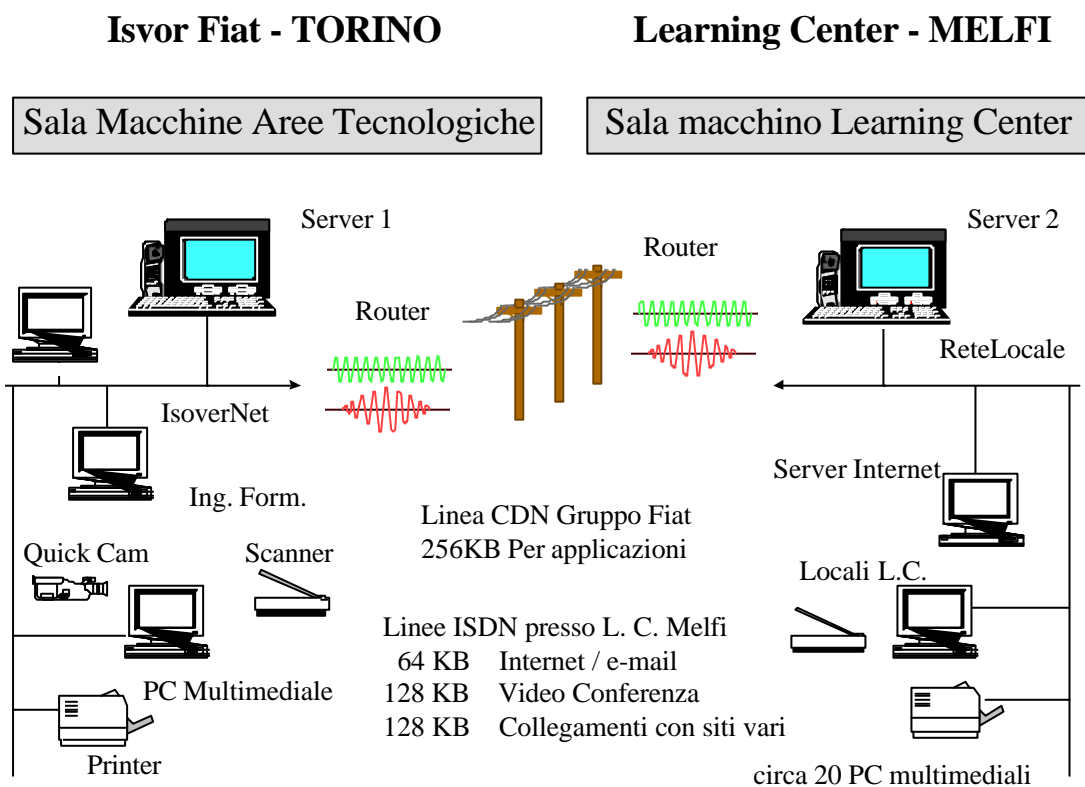 Isvor Fiat - TORINO
Learning Center - MELFI
Sala Macchine Aree Tecnologiche
Sala macchino Learning Center
Server 1
Server 2
Router
Router
ReteLocale
IsoverNet
Ing. Form.
Server Internet
Linea CDN Gruppo Fiat
256KB Per applicazioni
Quick Cam
Scanner
Locali L.C.
Linee ISDN presso L. C. Melfi
64 KB Internet / e-mail
128 KB Video Conferenza
128 KB Collegamenti con siti vari
PC Multimediale
Printer
circa 20 PC multimediali